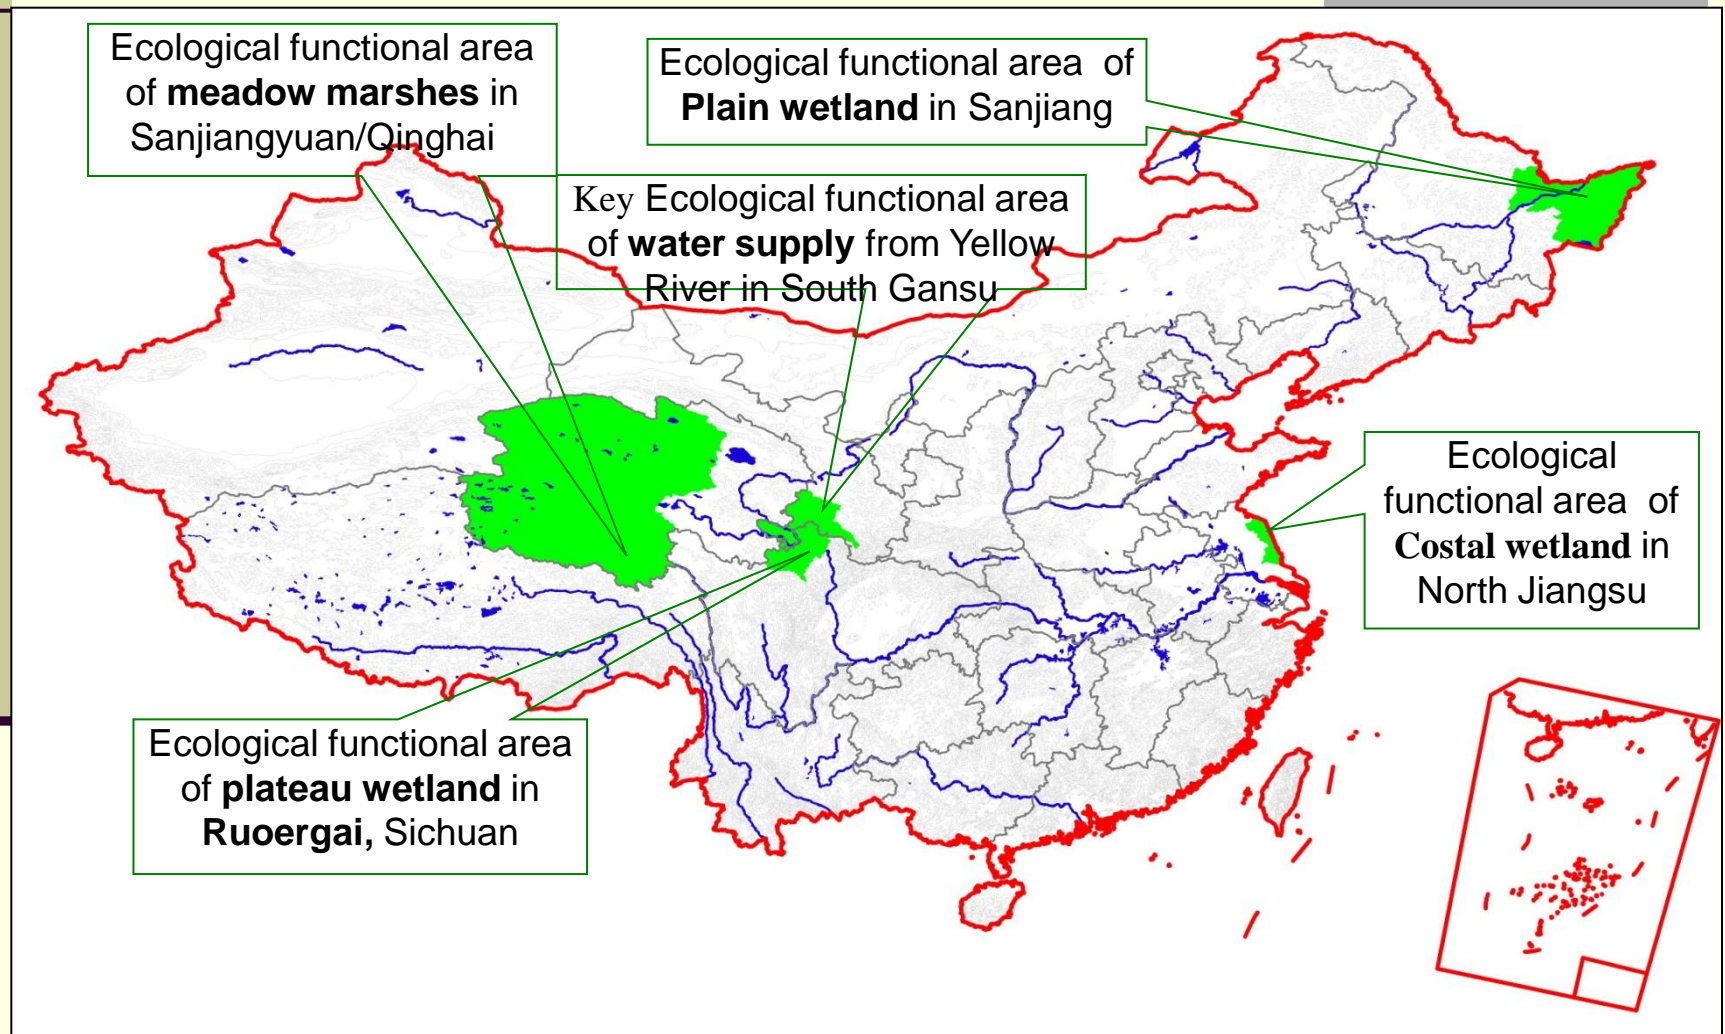 Ecological functional area
of meadow marshes in
Sanjiangyuan/Qinghai
Ecological functional area of
Plain wetland in Sanjiang
Key Ecological functional area
of water supply from Yellow
River in South Gansu
Ecological
functional area of
Costal wetland in
North Jiangsu
Ecological functional area
of plateau wetland in
Ruoergai, Sichuan